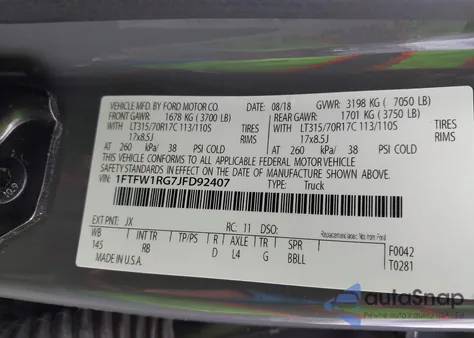 VEHICLE MFD. BY FORD MOTOR CO. 08/18 GVWR: 3198 KG ( 7050 LB)
FRONT GAWR: 1678 KG (3700 LB) REAR GAWR: 1701 KG (3750 LB)
WITH LT315/70R17C 113/110S TIRES WITH LT315/70R17C 113/110S TIRES
17x8.5J RIMS 17x8.5J RIMS
AT 260 kPa/ 38 PSI COLD AT 260 kPa/ 38 PSI COLD
THIS VEHICLE CONFORMS TO ALL APPLICABLE FEDERAL MOTOR VEHICLE
SAFETY STANDARDS IN EFFECT ON THE DATE OF MANUFACTURE SHOWN ABOVE.
VIN: 1FTFW1RG7JFD92407 TYPE: Truck
EXT PNT: JX RC: 11 DSO:
WB INT TR TP/PS R AXLE TR SPR F0042
145 RB D L4 G BBLL T0281
MADE IN U.S.A.
autoSnap